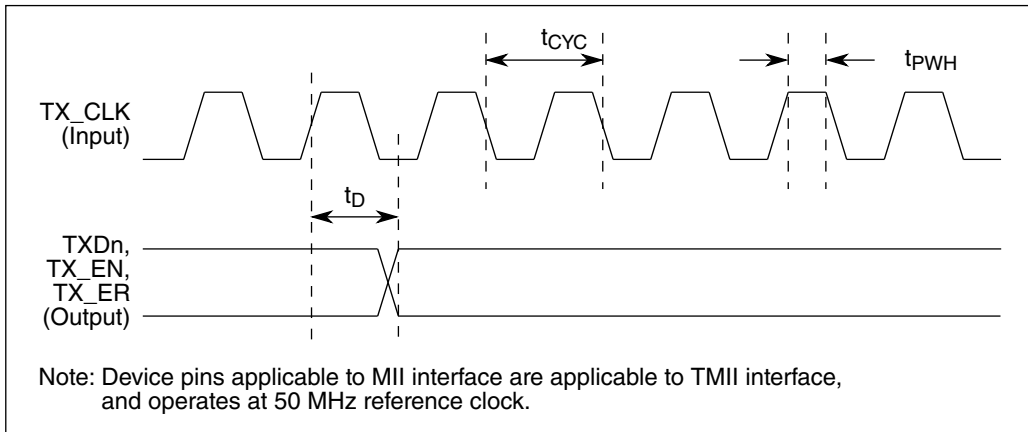 tCYC
tPWH
TX_CLK
(Input)
tD
TXDn,
TX_EN,
TX_ER
(Output)
Note: Device pins applicable to MII interface are applicable to TMII interface,
and operates at 50 MHz reference clock.